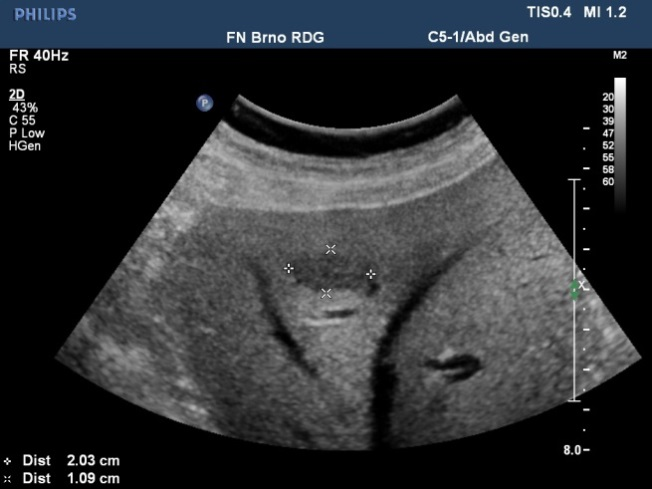 PHILIPS
TIS0.4 MI 1.2
FN Brno RDG
C5-1/Abd Gen
FR 40Hz
RS
M2
2D
43%
C 55
P Low
HGen
P
20
30
39
47
52
55
58
60
X
8.0
Dist 2.03 cm
Dist 1.09 cm